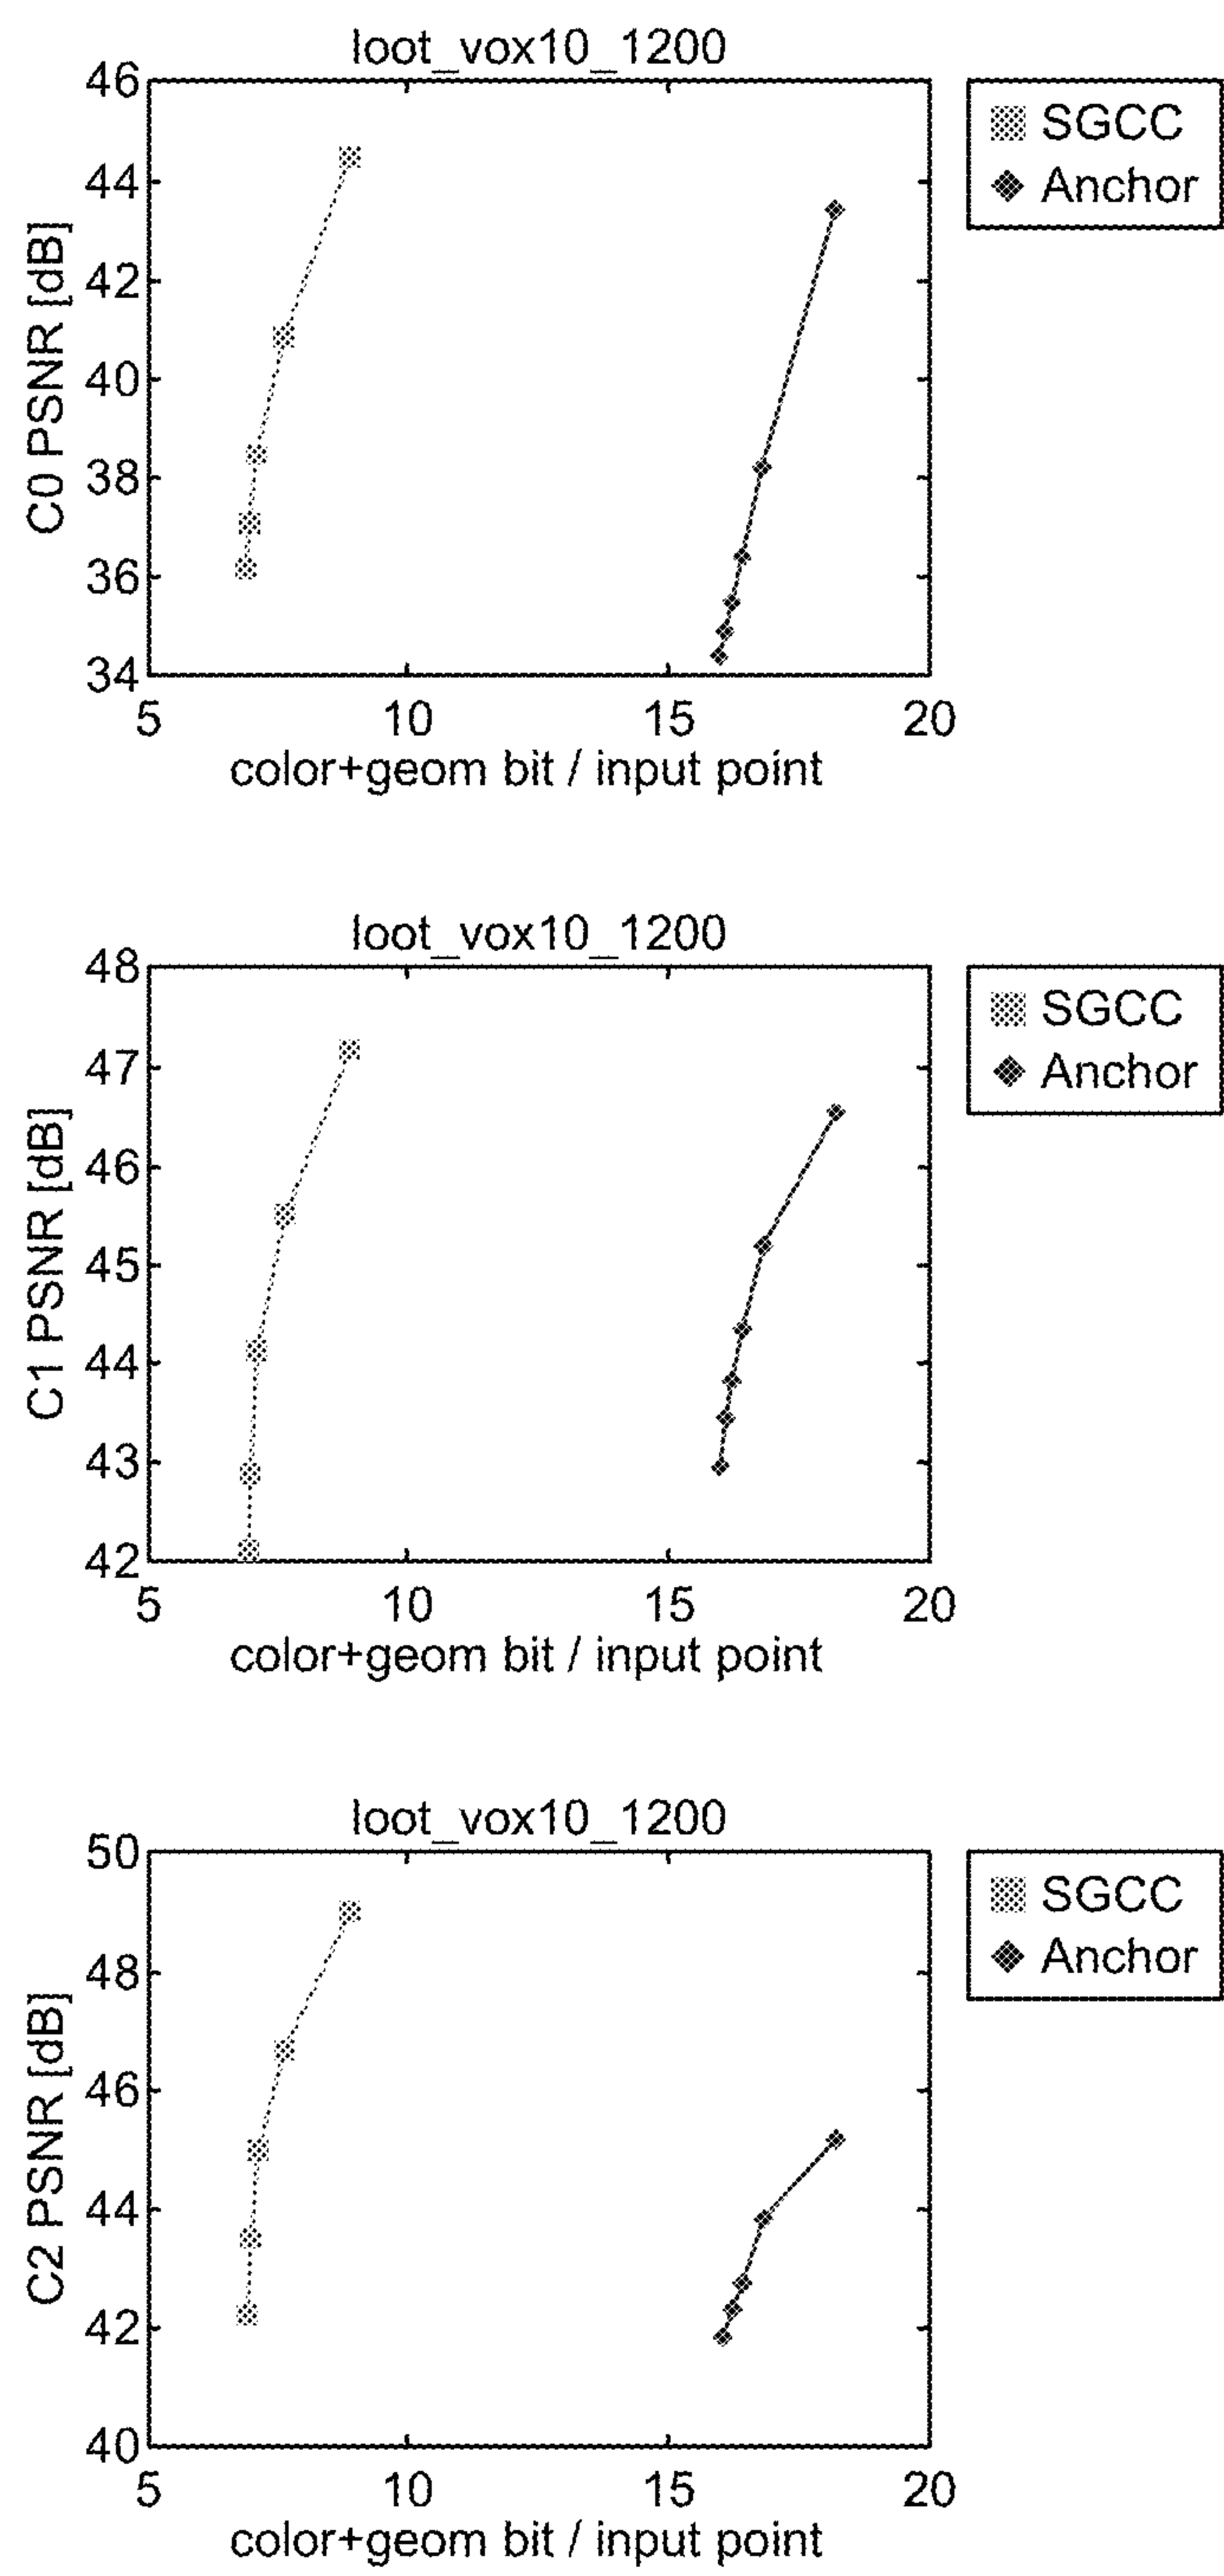 loot_vox10_1200
46
44
42
40
38
36
34
C0 PSNR [dB]
5 10 15 20
color+geom bit / input point
SGCC
Anchor
loot_vox10_1200
48
47
46
45
44
43
42
C1 PSNR [dB]
5 10 15 20
color+geom bit / input point
SGCC
Anchor
loot_vox10_1200
50
48
46
44
42
40
C2 PSNR [dB]
5 10 15 20
color+geom bit / input point
SGCC
Anchor